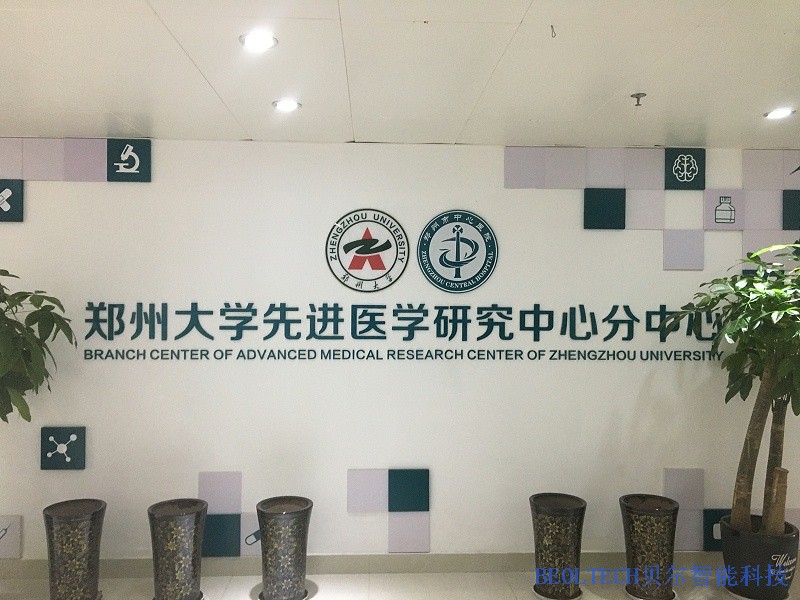 ZHENGZHOU UNIVERSITY
郑州大学
郑州市中心医院
ZHENGZHOU CENTRAL HOSPITAL
郑州大学先进医学研究中心分中心
BRANCH CENTER OF ADVANCED MEDICAL RESEARCH CENTER OF ZHENGZHOU UNIVERSITY
Welcome
BEOLTECH贝尔智能科技